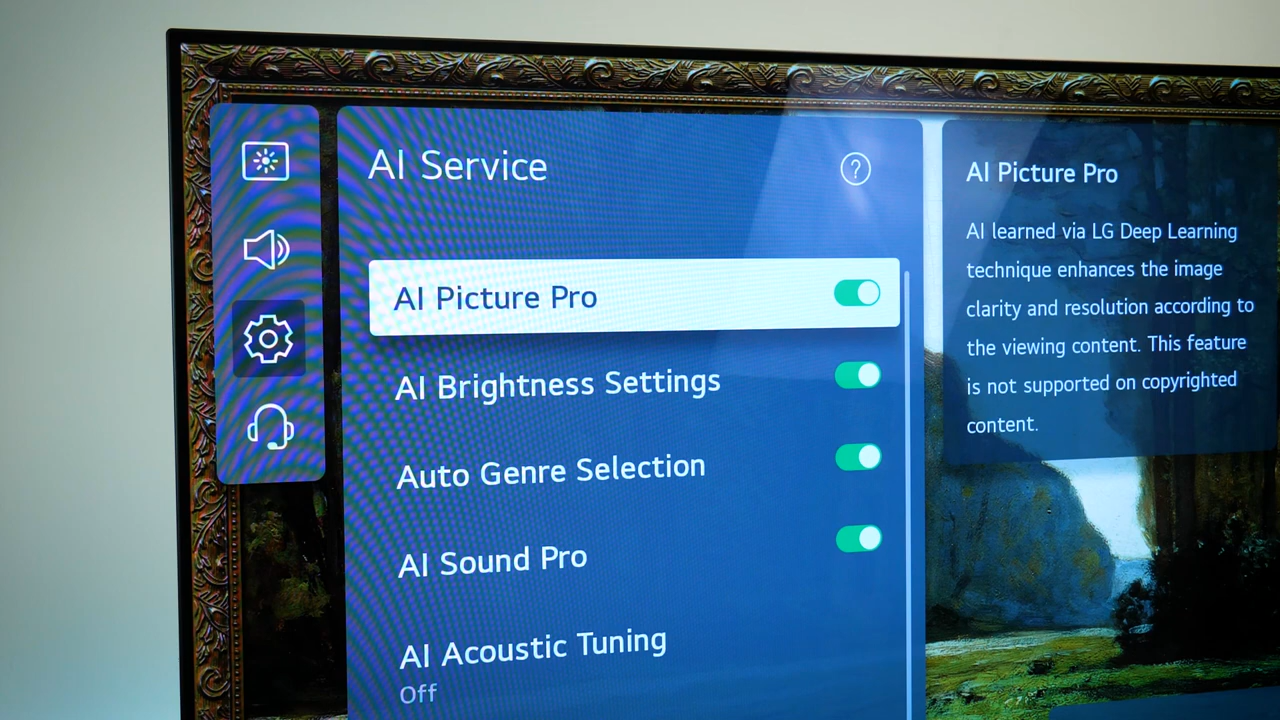 AI Service
?
AI Picture Pro
AI Brightness Settings
Auto Genre Selection
AI Sound Pro
AI Acoustic Tuning
Off
AI Picture Pro
AI learned via LG Deep Learning
technique enhances the image
clarity and resolution according to
the viewing content. This feature
is not supported on copyrighted
content.